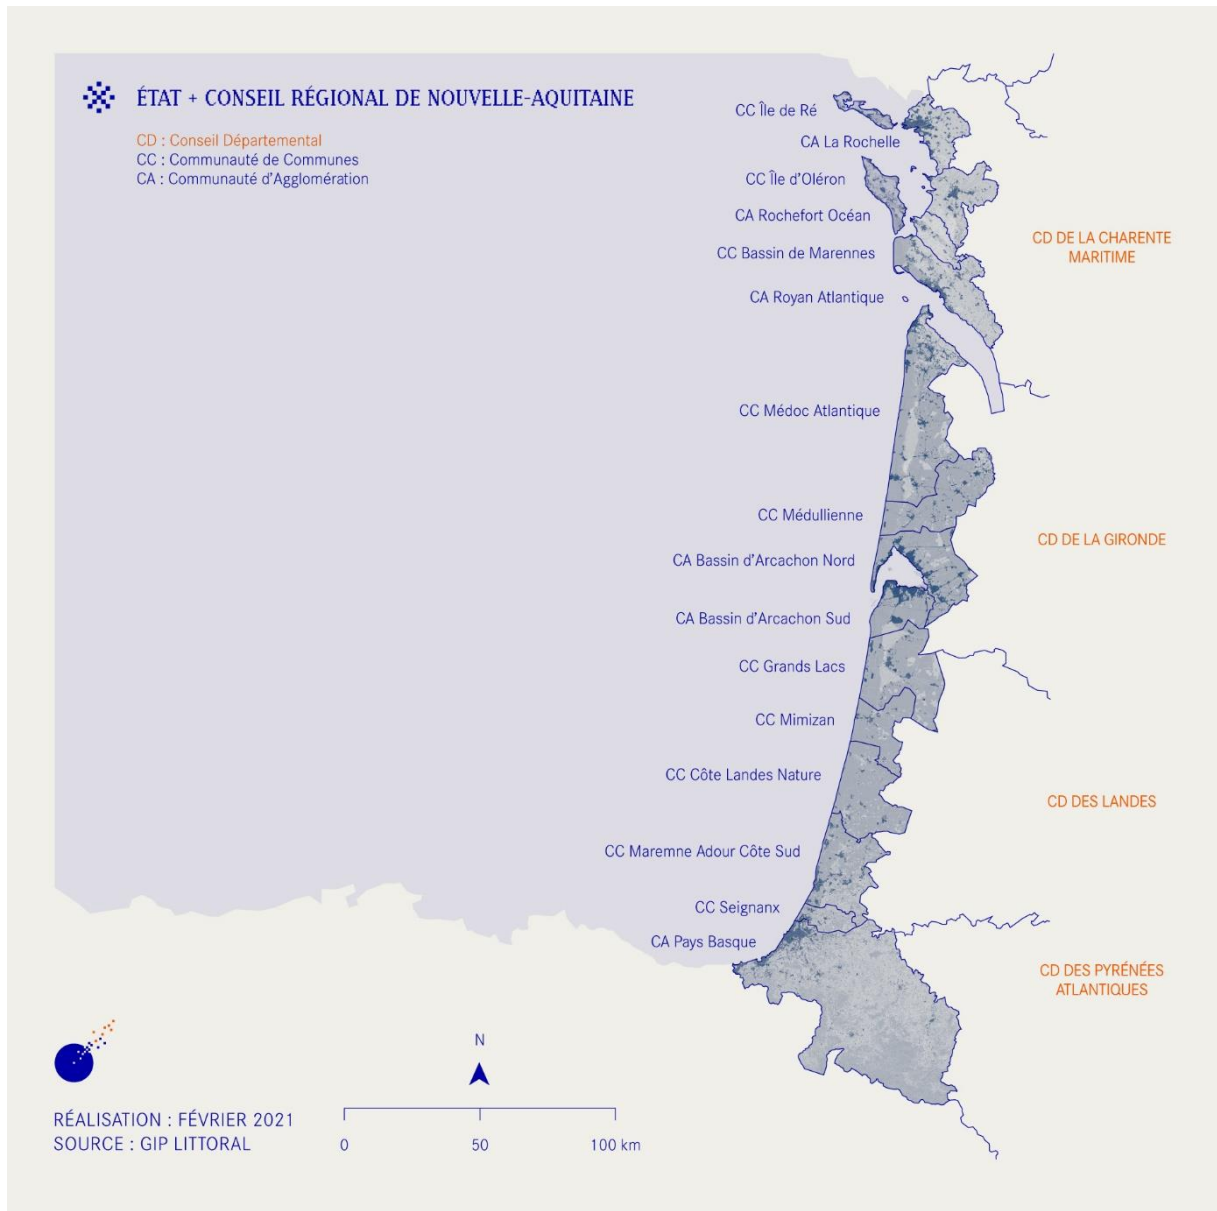 ÉTAT + CONSEIL RÉGIONAL DE NOUVELLE-AQUITAINE
CD : Conseil Départemental
CC : Communauté de Communes
CA : Communauté d'Agglomération
CC Île de Ré
CA La Rochelle
CC Île d'Oléron
CA Rochefort Océan
CC Bassin de Marennes
CA Royan Atlantique
CC Médoc Atlantique
CC Médullienne
CA Bassin d'Arcachon Nord
CA Bassin d'Arcachon Sud
CC Grands Lacs
CC Mimizan
CC Côte Landes Nature
CC Maremne Adour Côte Sud
CC Seignanx
CA Pays Basque
CD DE LA CHARENTE
MARITIME
CD DE LA GIRONDE
CD DES LANDES
CD DES PYRÉNÉES
ATLANTIQUES
N
RÉALISATION : FÉVRIER 2021
SOURCE : GIP LITTORAL
0 50 100 km